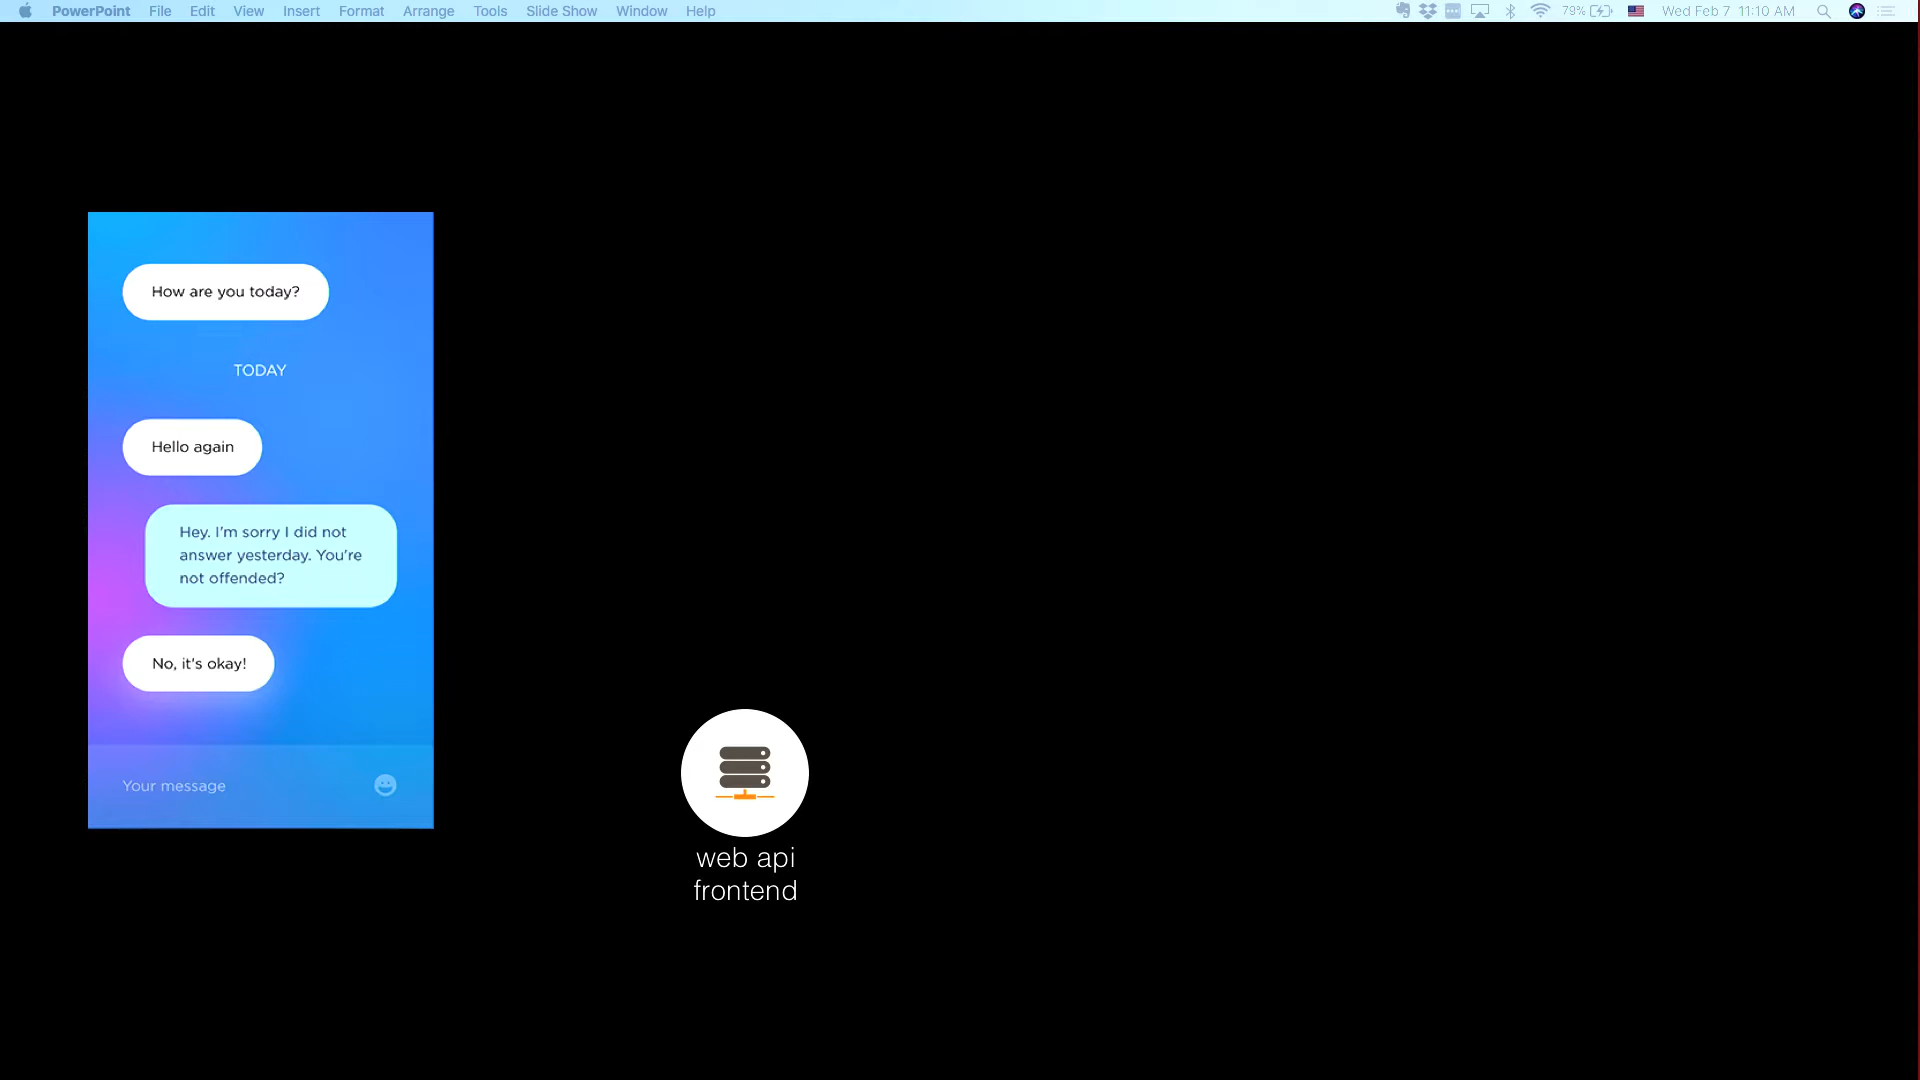 PowerPoint File Edit View Insert Format Arrange Tools Slide Show Window Help 79% Wed Feb 7 11:10 AM
How are you today?
TODAY
Hello again
Hey. I'm sorry I did not
answer yesterday. You're
not offended?
No, it's okay!
Your message
web api
frontend